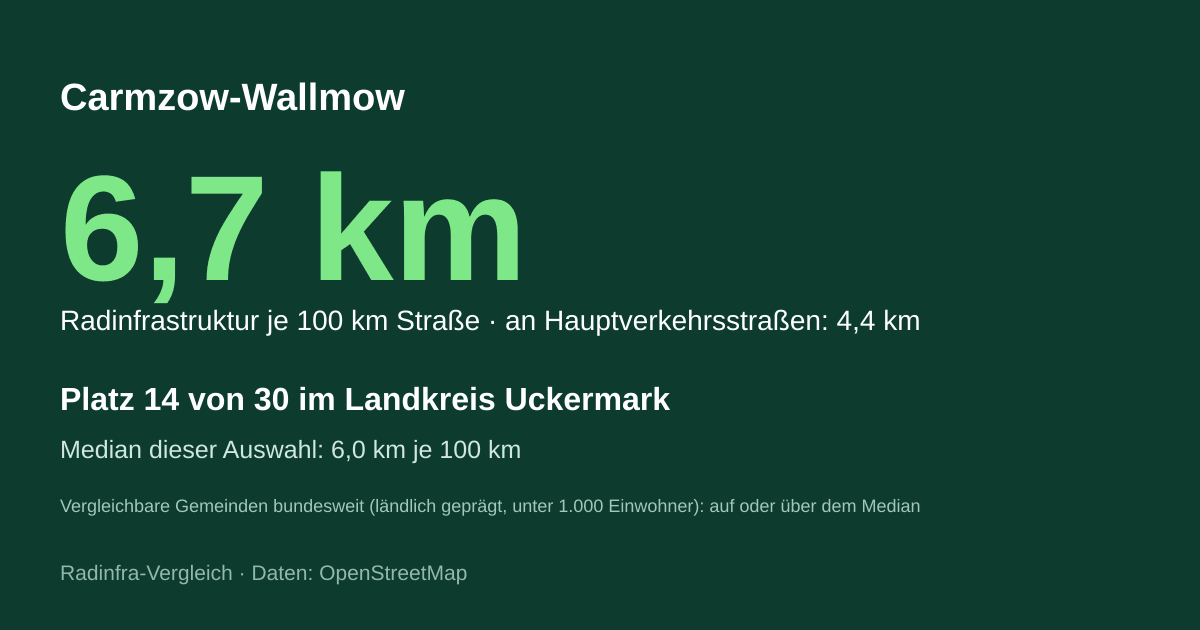 Carmzow-Wallmow
6,7 km
Radinfrastruktur je 100 km Straße · an Hauptverkehrsstraßen: 4,4 km
Platz 14 von 30 im Landkreis Uckermark
Median dieser Auswahl: 6,0 km je 100 km
Vergleichbare Gemeinden bundesweit (ländlich geprägt, unter 1.000 Einwohner): auf oder über dem Median
Radinfra-Vergleich · Daten: OpenStreetMap